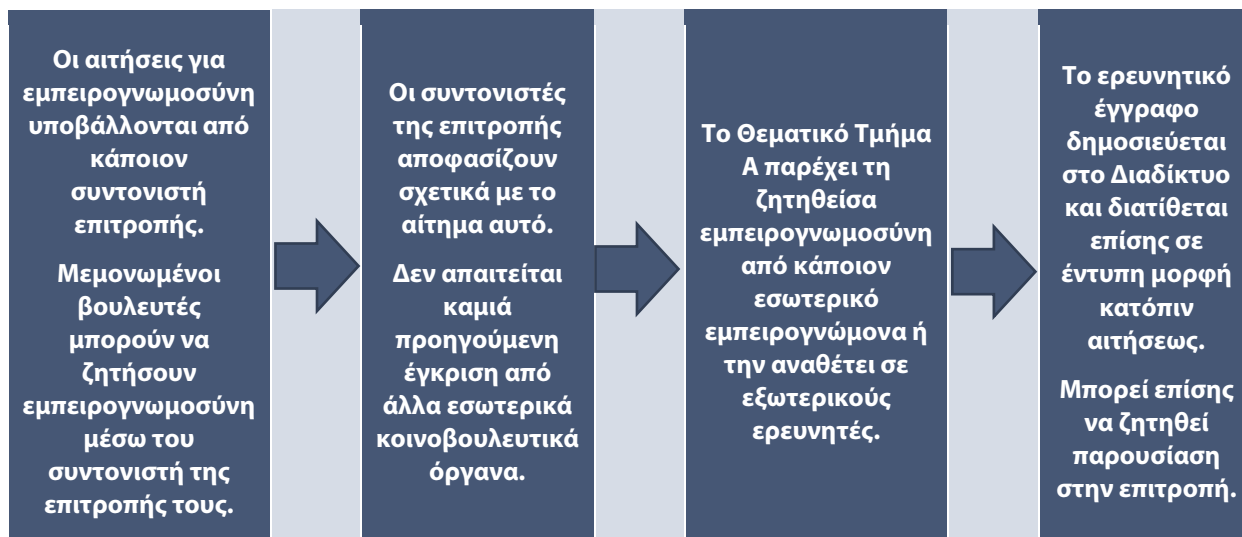 Οι αιτήσεις για
εμπειρογνωμοσύνη
υποβάλλονται από
κάποιον
συντονιστή
επιτροπής.
Μεμονωμένοι
βουλευτές
μπορούν να
ζητήσουν
εμπειρογνωμοσύνη
μέσω του
συντονιστή της
επιτροπής τους.
Οι συντονιστές
της επιτροπής
αποφασίζουν
σχετικά με το
αίτημα αυτό.
Δεν απαιτείται
καμιά
προηγούμενη
έγκριση από
άλλα εσωτερικά
κοινοβουλευτικά
όργανα.
Το Θεματικό Τμήμα
Α παρέχει τη
ζητηθείσα
εμπειρογνωμοσύνη
από κάποιον
εσωτερικό
εμπειρογνώμονα ή
την αναθέτει σε
εξωτερικούς
ερευνητές.
Το ερευνητικό
έγγραφο
δημοσιεύεται
στο Διαδίκτυο
και διατίθεται
επίσης σε
έντυπη μορφή
κατόπιν
αιτήσεως.
Μπορεί επίσης
να ζητηθεί
παρουσίαση
στην επιτροπή.